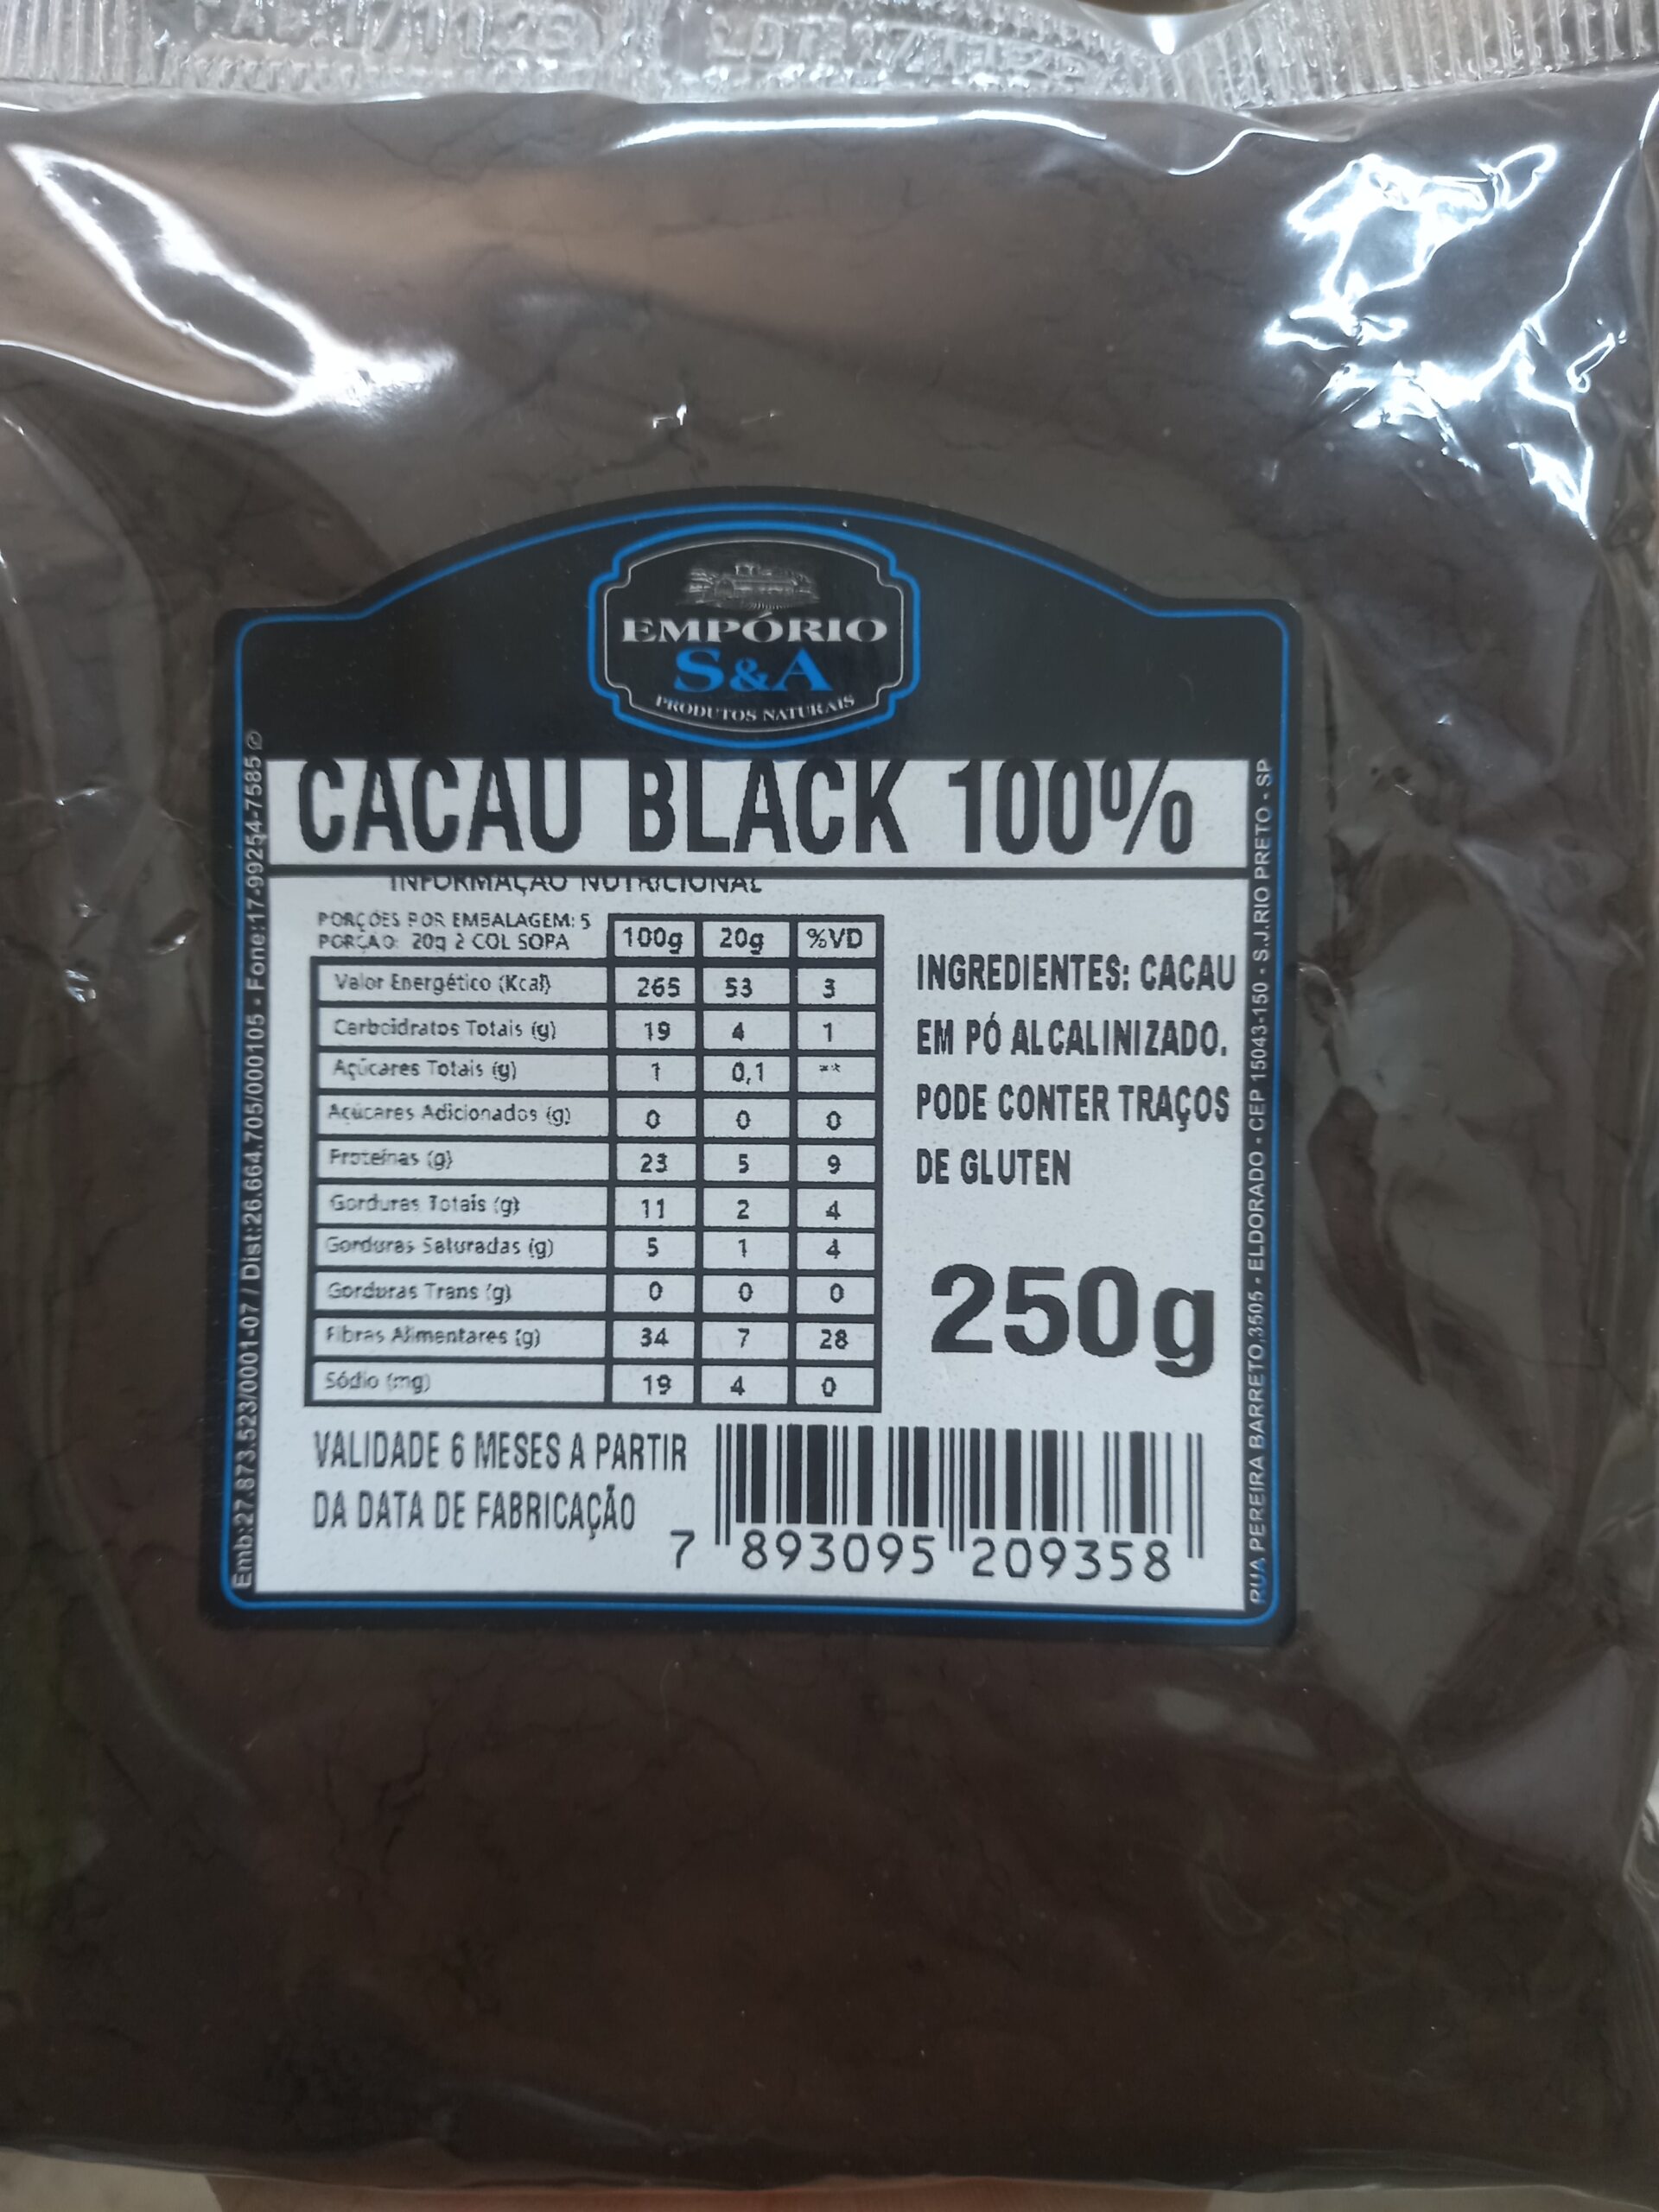 EMPÓRIO
S&A
PRODUTOS NATURAIS
CACAU BLACK 100%
INFORMAÇÃO NUTRICIONAL
PORÇÕES POR EMBALAGEM: 5
PORÇAO: 20g 2 COL SOPA
100g 20g %VD
Valor Energético (Kcal) 265 53 3
Carboidratos Totais (g) 19 4 1
Açúcares Totais (g) 1 0,1 **
Açúcares Adicionados (g) 0 0 0
Proteínas (g) 23 5 9
Gorduras Totais (g) 11 2 4
Gorduras Saturadas (g) 5 1 4
Gorduras Trans (g) 0 0 0
Fibras Alimentares (g) 34 7 28
Sódio (mg) 19 4 0
INGREDIENTES: CACAU
EM PÓ ALCALINIZADO.
PODE CONTER TRAÇOS
DE GLUTEN
250g
VALIDADE 6 MESES A PARTIR
DA DATA DE FABRICAÇÃO
7 893095 209358
Emb:27.873.523/0001-07 / Dist:26.664.705/000105 - Fone:17-99254-7585
RUA PEREIRA BARRETO,3505 - ELDORADO - CEP 15043-150 - S.J.RIO PRETO - SP